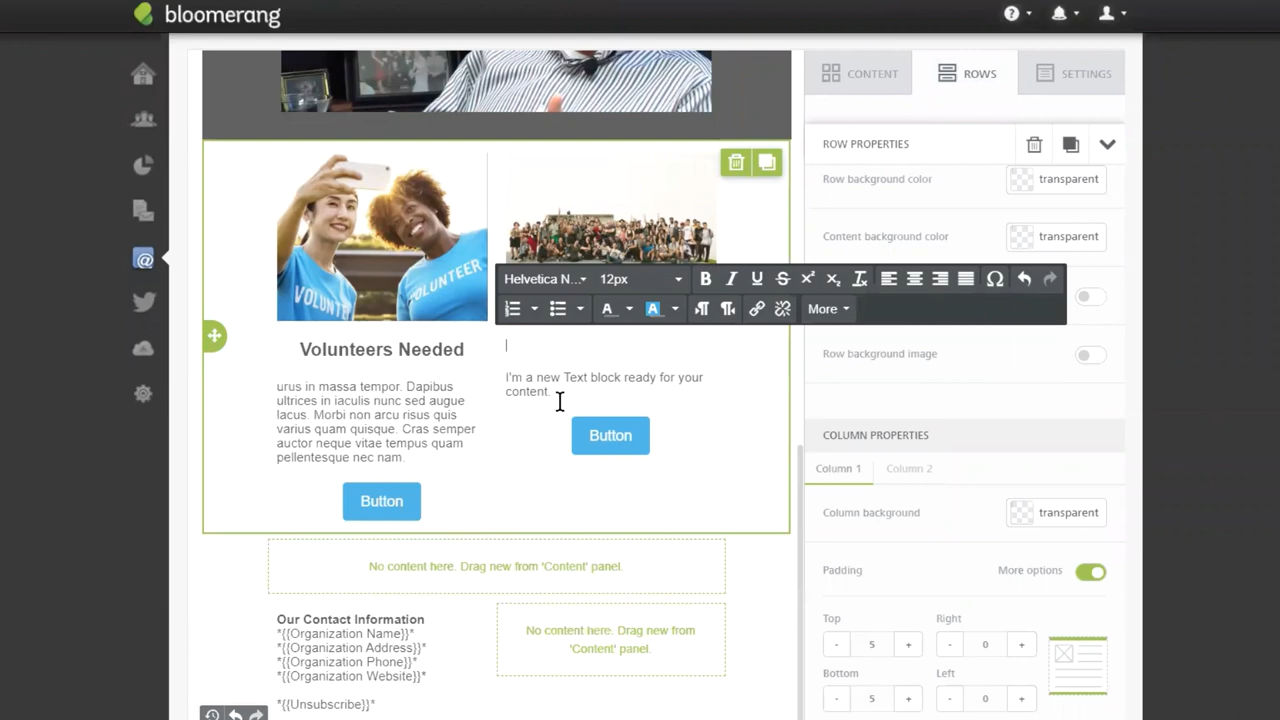 bloomerang
CONTENT
ROWS
SETTINGS
ROW PROPERTIES
Row background color
transparent
Content background color
transparent
VOLUNTEER
VOLUNTEER
Helvetica N...
12px
B I U S X² X₂ Tx
A A More
Row background image
Volunteers Needed
urus in massa tempor. Dapibus
ultrices in iaculis nunc sed augue
lacus. Morbi non arcu risus quis
varius quam quisque. Cras semper
auctor neque vitae tempus quam
pellentesque nec nam.
Button
I'm a new Text block ready for your
content.
Button
COLUMN PROPERTIES
Column 1
Column 2
Column background
transparent
Padding
More options
Top
Right
- 5 +
- 0 +
Bottom
Left
- 5 +
- 0 +
No content here. Drag new from 'Content' panel.
Our Contact Information
*{{Organization Name}}*
*{{Organization Address}}*
*{{Organization Phone}}*
*{{Organization Website}}*
*{{Unsubscribe}}*
No content here. Drag new from
'Content' panel.